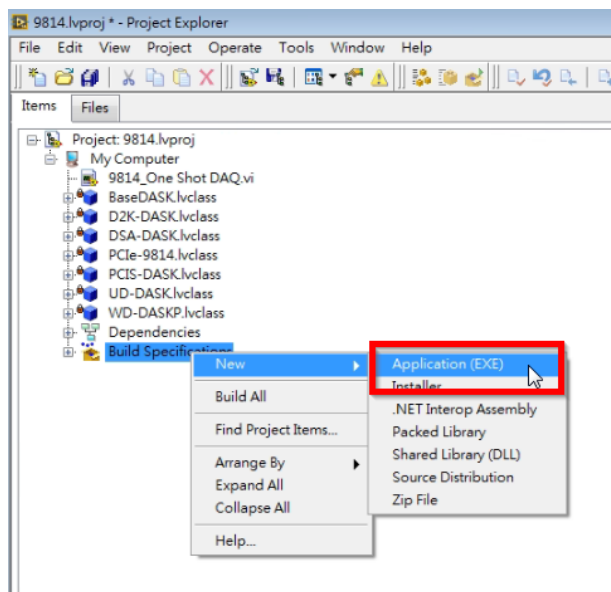 9814.lvproj * - Project Explorer
File Edit View Project Operate Tools Window Help
Items Files
Project: 9814.lvproj
My Computer
9814_One Shot DAQ.vi
BaseDASK.lvclass
D2K-DASK.lvclass
DSA-DASK.lvclass
PCIe-9814.lvclass
PCIS-DASK.lvclass
UD-DASK.lvclass
WD-DASKP.lvclass
Dependencies
Build Specifications
New
Build All
Find Project Items...
Arrange By
Expand All
Collapse All
Help...
Application (EXE)
Installer
.NET Interop Assembly
Packed Library
Shared Library (DLL)
Source Distribution
Zip File